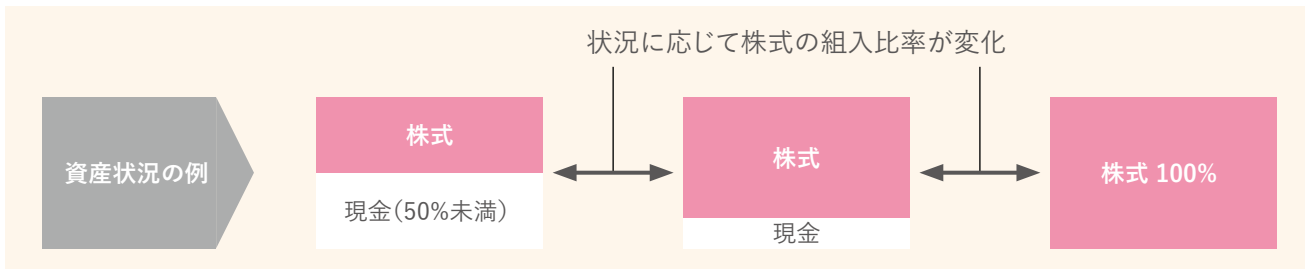 状況に応じて株式の組入比率が変化
資産状況の例
株式
現金(50%未満)
株式
現金
株式 100%